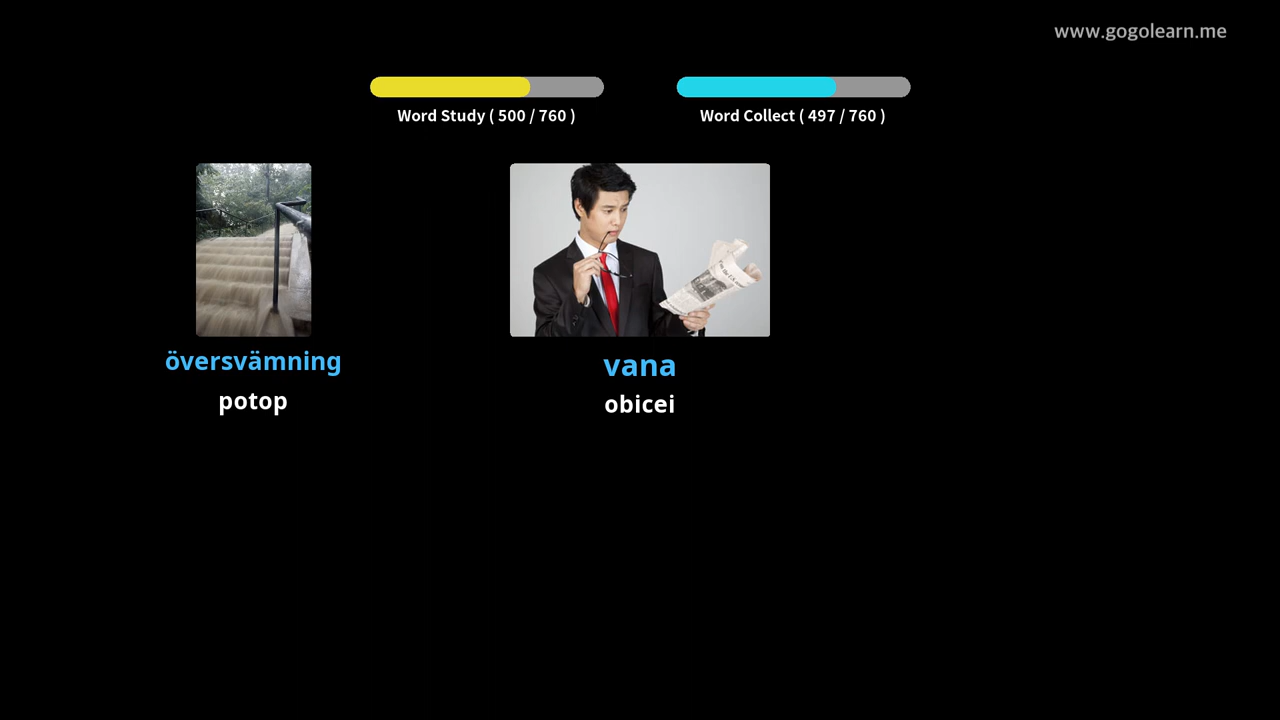 www.gogolearn.me
Word Study ( 500 / 760 )
Word Collect ( 497 / 760 )
översvämning
potop
vana
obicei